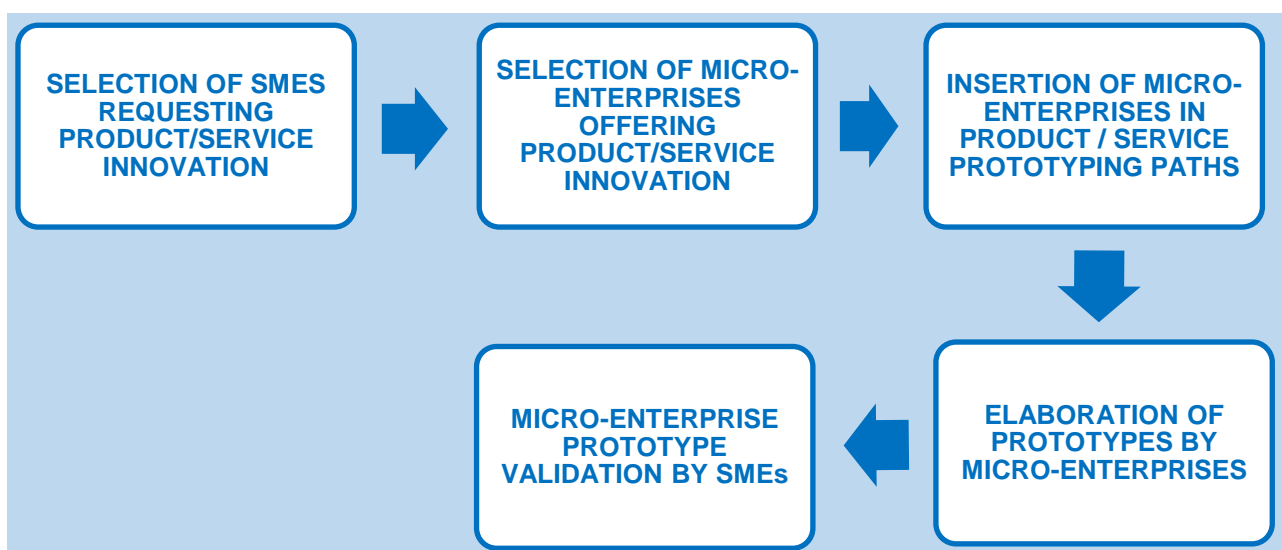 SELECTION OF SMES
REQUESTING
PRODUCT/SERVICE
INNOVATION
SELECTION OF MICRO-
ENTERPRISES
OFFERING
PRODUCT/SERVICE
INNOVATION
INSERTION OF MICRO-
ENTERPRISES IN
PRODUCT / SERVICE
PROTOTYPING PATHS
ELABORATION OF
PROTOTYPES BY
MICRO-ENTERPRISES
MICRO-ENTERPRISE
PROTOTYPE
VALIDATION BY SMEs